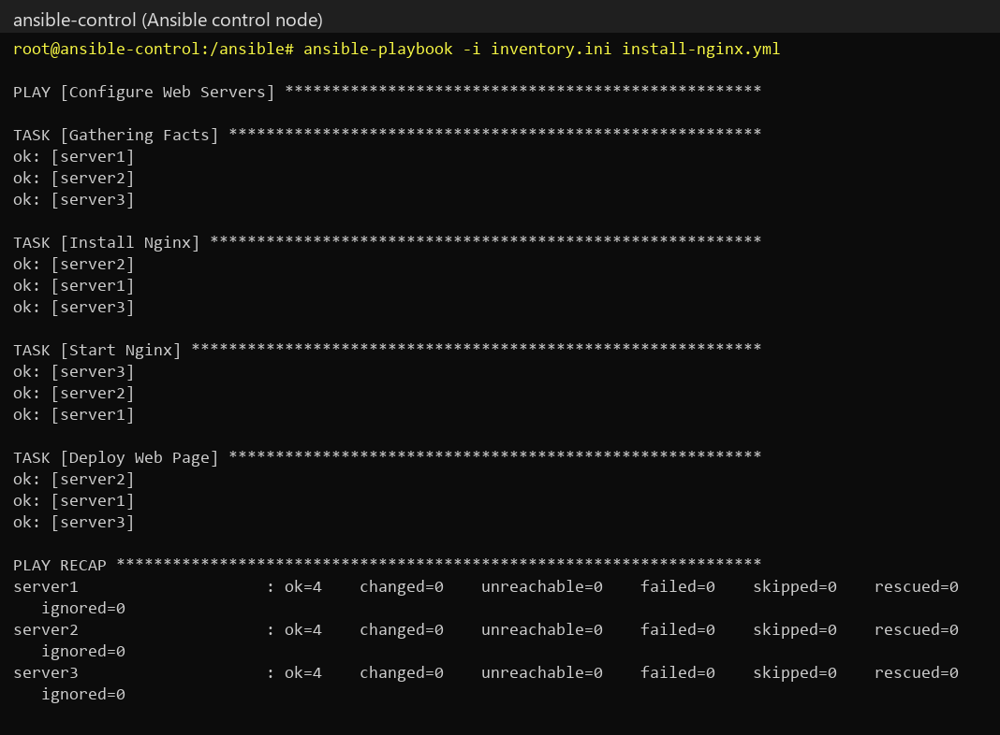 ansible-control (Ansible control node)
root@ansible-control:/ansible# ansible-playbook -i inventory.ini install-nginx.yml
PLAY [Configure Web Servers] ***************************************************
TASK [Gathering Facts] *********************************************************
ok: [server1]
ok: [server2]
ok: [server3]
TASK [Install Nginx] ***********************************************************
ok: [server2]
ok: [server1]
ok: [server3]
TASK [Start Nginx] *************************************************************
ok: [server3]
ok: [server2]
ok: [server1]
TASK [Deploy Web Page] *********************************************************
ok: [server2]
ok: [server1]
ok: [server3]
PLAY RECAP *********************************************************************
server1                    : ok=4    changed=0    unreachable=0    failed=0    skipped=0    rescued=0
   ignored=0
server2                    : ok=4    changed=0    unreachable=0    failed=0    skipped=0    rescued=0
   ignored=0
server3                    : ok=4    changed=0    unreachable=0    failed=0    skipped=0    rescued=0
   ignored=0